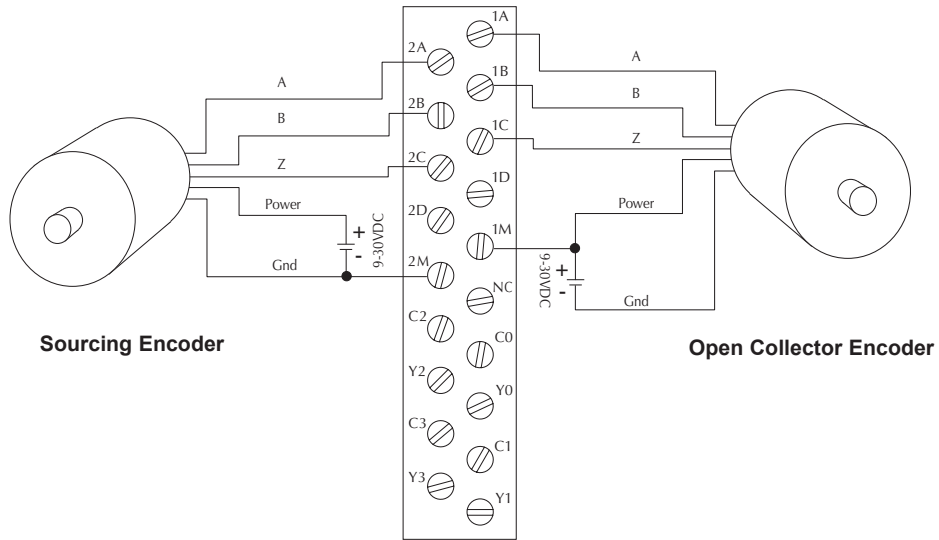 1A
2A
A
A
1B
B
B
2B
1C
Z
Z
2C
1D
Power
Power
2D
1M
+
-
9-30VDC
Gnd
2M
+
-
9-30VDC
NC
Gnd
C2
Sourcing Encoder
C0
Open Collector Encoder
Y2
Y0
C3
C1
Y3
Y1